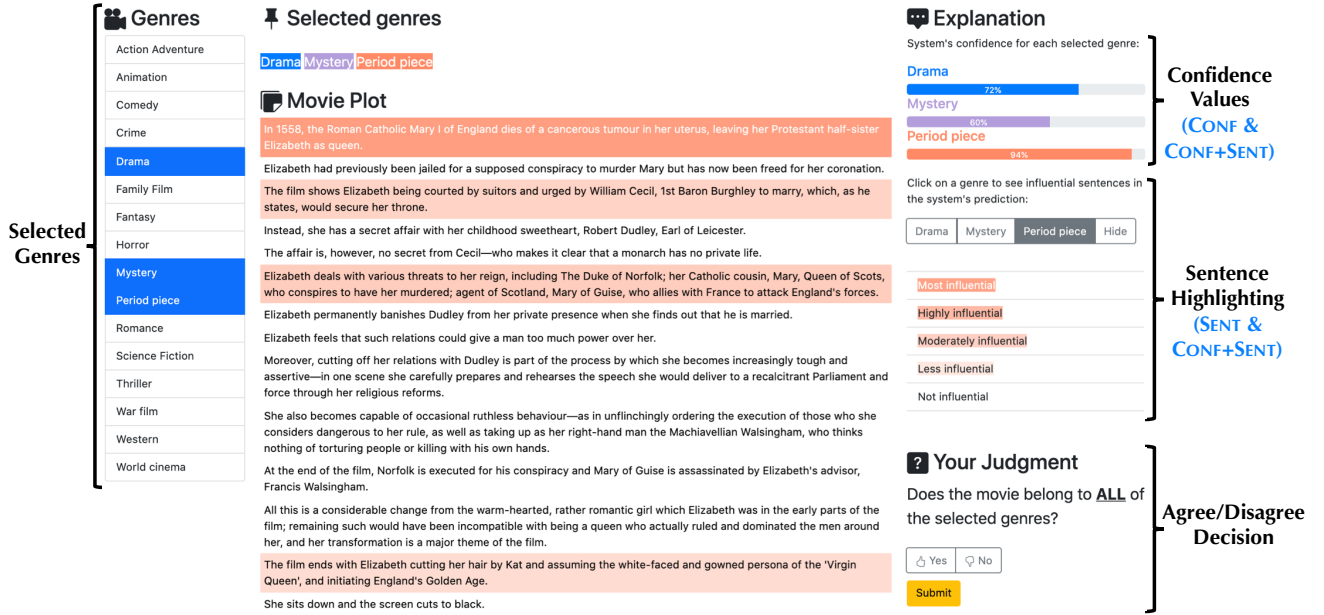 Selected
Genres
Genres
Action Adventure
Animation
Comedy
Crime
Drama
Family Film
Fantasy
Horror
Mystery
Period piece
Romance
Science Fiction
Thriller
War film
Western
World cinema
Selected genres
Drama Mystery Period piece
Movie Plot
In 1558, the Roman Catholic Mary I of England dies of a cancerous tumour in her uterus, leaving her Protestant half-sister
Elizabeth as queen.
Elizabeth had previously been jailed for a supposed conspiracy to murder Mary but has now been freed for her coronation.
The film shows Elizabeth being courted by suitors and urged by William Cecil, 1st Baron Burghley to marry, which, as he
states, would secure her throne.
Instead, she has a secret affair with her childhood sweetheart, Robert Dudley, Earl of Leicester.
The affair is, however, no secret from Cecil—who makes it clear that a monarch has no private life.
Elizabeth deals with various threats to her reign, including The Duke of Norfolk; her Catholic cousin, Mary, Queen of Scots,
who conspires to have her murdered; agent of Scotland, Mary of Guise, who allies with France to attack England's forces.
Elizabeth permanently banishes Dudley from her private presence when she finds out that he is married.
Elizabeth feels that such relations could give a man too much power over her.
Moreover, cutting off her relations with Dudley is part of the process by which she becomes increasingly tough and
assertive—in one scene she carefully prepares and rehearses the speech she would deliver to a recalcitrant Parliament and
force through her religious reforms.
She also becomes capable of occasional ruthless behaviour—as in unflinchingly ordering the execution of those who she
considers dangerous to her rule, as well as taking up as her right-hand man the Machiavellian Walsingham, who thinks
nothing of torturing people or killing with his own hands.
At the end of the film, Norfolk is executed for his conspiracy and Mary of Guise is assassinated by Elizabeth's advisor,
Francis Walsingham.
All this is a considerable change from the warm-hearted, rather romantic girl which Elizabeth was in the early parts of the
film; remaining such would have been incompatible with being a queen who actually ruled and dominated the men around
her, and her transformation is a major theme of the film.
The film ends with Elizabeth cutting her hair by Kat and assuming the white-faced and gowned persona of the 'Virgin
Queen', and initiating England's Golden Age.
She sits down and the screen cuts to black.
Explanation
System's confidence for each selected genre:
Drama
72%
Mystery
60%
Period piece
94%
Click on a genre to see influential sentences in
the system's prediction:
Drama Mystery Period piece Hide
Most influential
Highly influential
Moderately influential
Less influential
Not influential
? Your Judgment
Does the movie belong to ALL of
the selected genres?
Yes No
Submit
Confidence
Values
(CONF &
CONF+SENT)
Sentence
Highlighting
(SENT &
CONF+SENT)
Agree/Disagree
Decision